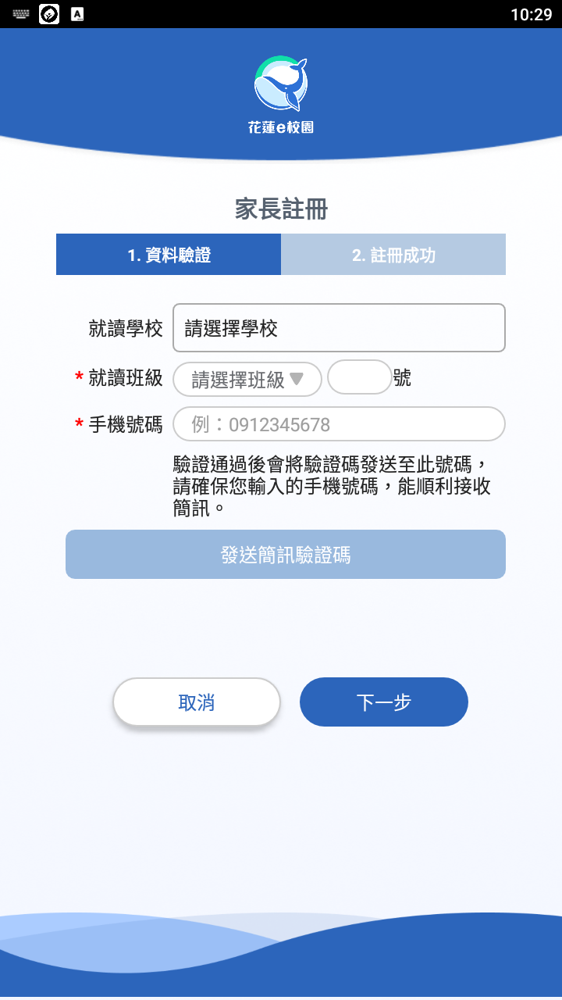 10:29
花蓮e校園
家長註冊
1. 資料驗證
2. 註冊成功
就讀學校 請選擇學校
* 就讀班級 請選擇班級▼ 號
* 手機號碼 例：0912345678
驗證通過後會將驗證碼發送至此號碼，
請確保您輸入的手機號碼，能順利接收
簡訊。
發送簡訊驗證碼
取消
下一步